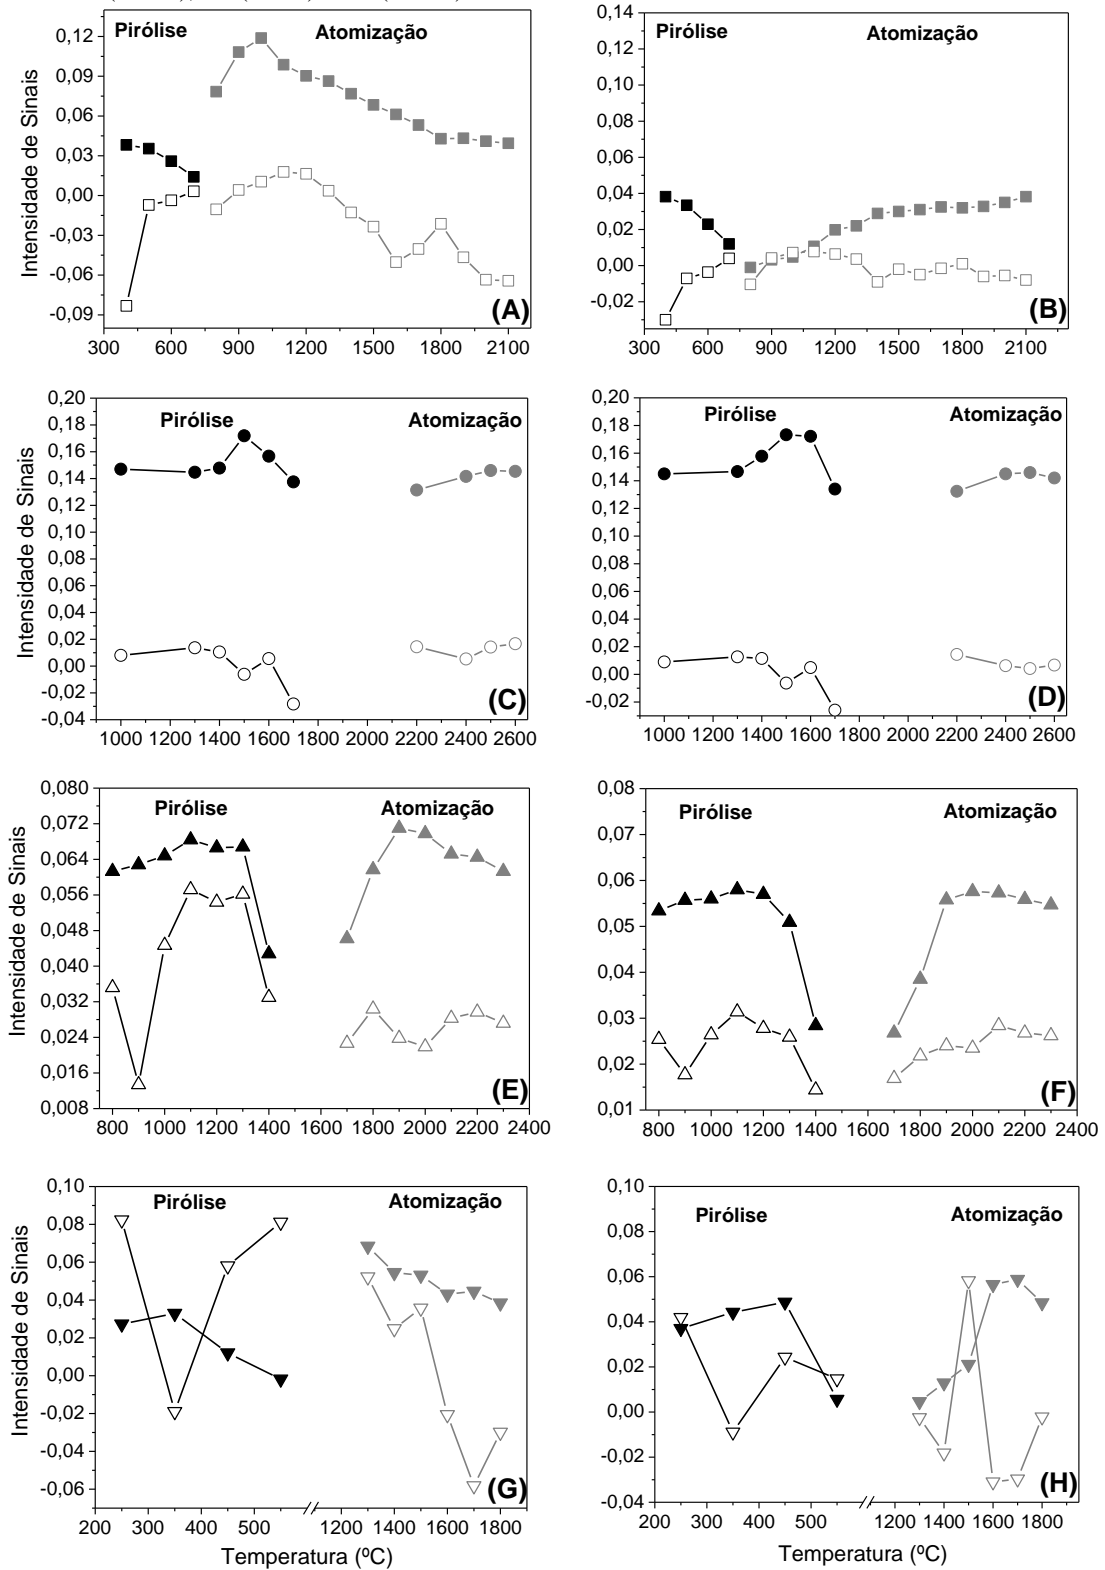 Pirólise Atomização
Intensidade de Sinais
0,12
0,09
0,06
0,03
0,00
-0,03
-0,06
-0,09
300 600 900 1200 1500 1800 2100
(A)
Pirólise Atomização
0,14
0,12
0,10
0,08
0,06
0,04
0,02
0,00
-0,02
300 600 900 1200 1500 1800 2100
(B)
Pirólise Atomização
Intensidade de Sinais
0,20
0,18
0,16
0,14
0,12
0,10
0,08
0,06
0,04
0,02
0,00
-0,02
-0,04
1000 1200 1400 1600 1800 2000 2200 2400 2600
(C)
Pirólise Atomização
0,20
0,18
0,16
0,14
0,12
0,10
0,08
0,06
0,04
0,02
0,00
-0,02
1000 1200 1400 1600 1800 2000 2200 2400 2600
(D)
Pirólise Atomização
Intensidade de Sinais
0,080
0,072
0,064
0,056
0,048
0,040
0,032
0,024
0,016
0,008
800 1000 1200 1400 1600 1800 2000 2200 2400
(E)
Pirólise Atomização
0,08
0,07
0,06
0,05
0,04
0,03
0,02
0,01
800 1000 1200 1400 1600 1800 2000 2200 2400
(F)
Pirólise Atomização
Intensidade de Sinais
0,10
0,08
0,06
0,04
0,02
0,00
-0,02
-0,04
-0,06
200 300 400 500 1200 1400 1600 1800
(G)
Temperatura (ºC)
Pirólise Atomização
0,10
0,08
0,06
0,04
0,02
0,00
-0,02
-0,04
200 300 400 500 1200 1400 1600 1800
(H)
Temperatura (ºC)